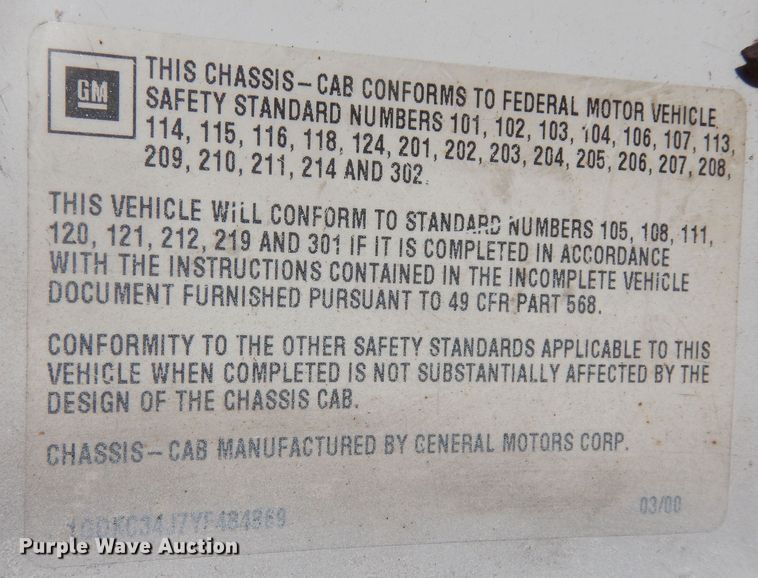 GM
THIS CHASSIS-CAB CONFORMS TO FEDERAL MOTOR VEHICLE
SAFETY STANDARD NUMBERS 101, 102, 103, 104, 106, 107, 113,
114, 115, 116, 118, 124, 201, 202, 203, 204, 205, 206, 207, 208,
209, 210, 211, 214 AND 302.
THIS VEHICLE WILL CONFORM TO STANDARD NUMBERS 105, 108, 111,
120, 121, 212, 219 AND 301 IF IT IS COMPLETED IN ACCORDANCE
WITH THE INSTRUCTIONS CONTAINED IN THE INCOMPLETE VEHICLE
DOCUMENT FURNISHED PURSUANT TO 49 CFR PART 568.
CONFORMITY TO THE OTHER SAFETY STANDARDS APPLICABLE TO THIS
VEHICLE WHEN COMPLETED IS NOT SUBSTANTIALLY AFFECTED BY THE
DESIGN OF THE CHASSIS CAB.
CHASSIS-CAB MANUFACTURED BY GENERAL MOTORS CORP.
03/00
Purple Wave Auction